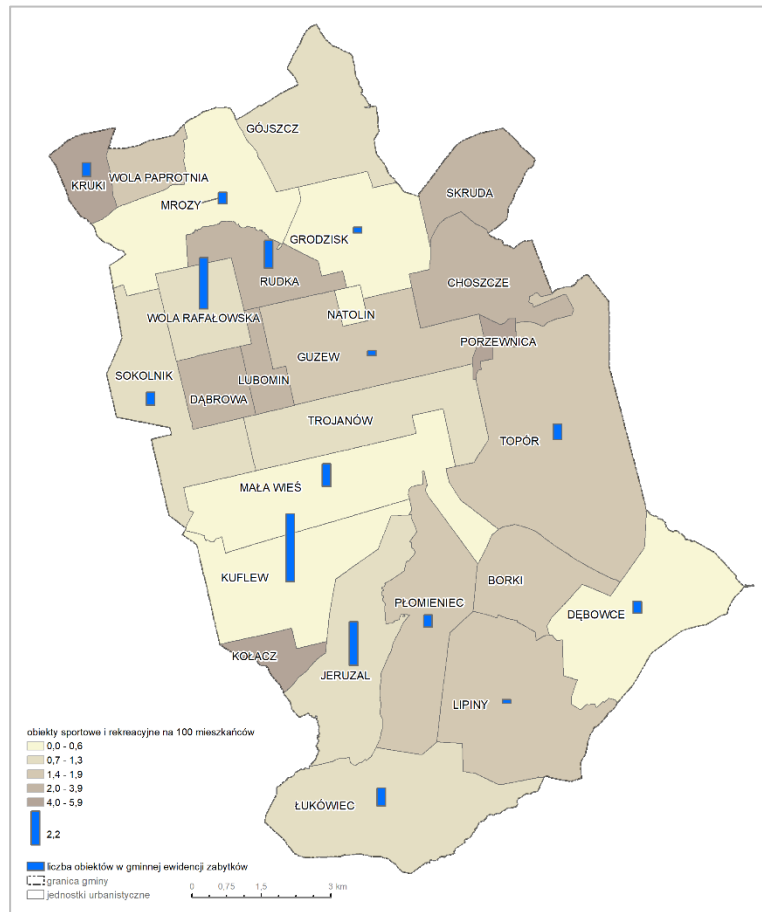 GÓJSZCZ
WOLA PAPROTNIA
KRUKI
SKRUDA
MROZY
GRODZISK
RUDKA
CHOSZCZE
NATOLIN
WOLA RAFAŁOWSKA
PORZEWNICA
GUZEW
SOKOLNIK
LUBOMIN
DĄBROWA
TROJANÓW
TOPÓR
MAŁA WIEŚ
KUFLEW
BORKI
PŁOMIENIEC
DĘBOWCE
KOŁACZ
JERUZAL
LIPINY
ŁUKÓWIEC
obiekty sportowe i rekreacyjne na 100 mieszkańców
0,0 - 0,6
0,7 - 1,3
1,4 - 1,9
2,0 - 3,9
4,0 - 5,9
2,2
liczba obiektów w gminnej ewidencji zabytków
granica gminy
jednostki urbanistyczne
0 0,75 1,5 3 km